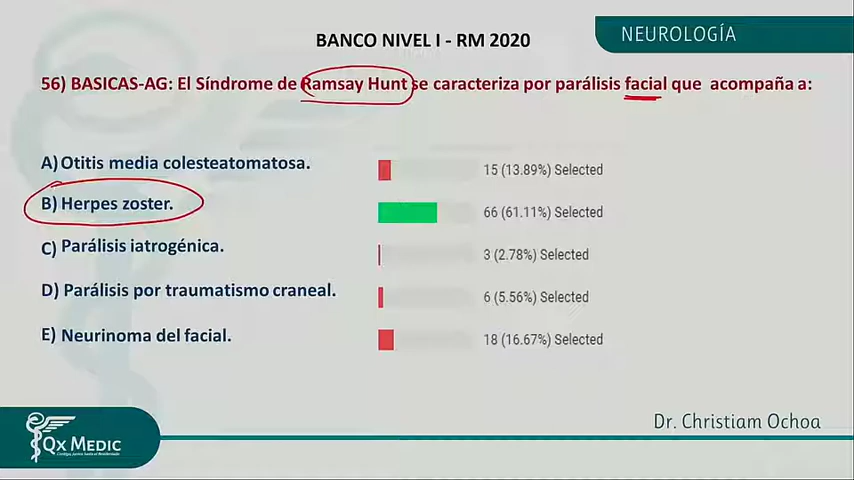 BANCO NIVEL I - RM 2020
NEUROLOGÍA
56) BASICAS-AG: El Síndrome de Ramsay Hunt se caracteriza por parálisis facial que acompaña a:
A) Otitis media colesteatomatosa.
15 (13.89%) Selected
B) Herpes zoster.
66 (61.11%) Selected
C) Parálisis iatrogénica.
3 (2.78%) Selected
D) Parálisis por traumatismo craneal.
6 (5.56%) Selected
E) Neurinoma del facial.
18 (16.67%) Selected
Dr. Christiam Ochoa
QX MEDIC